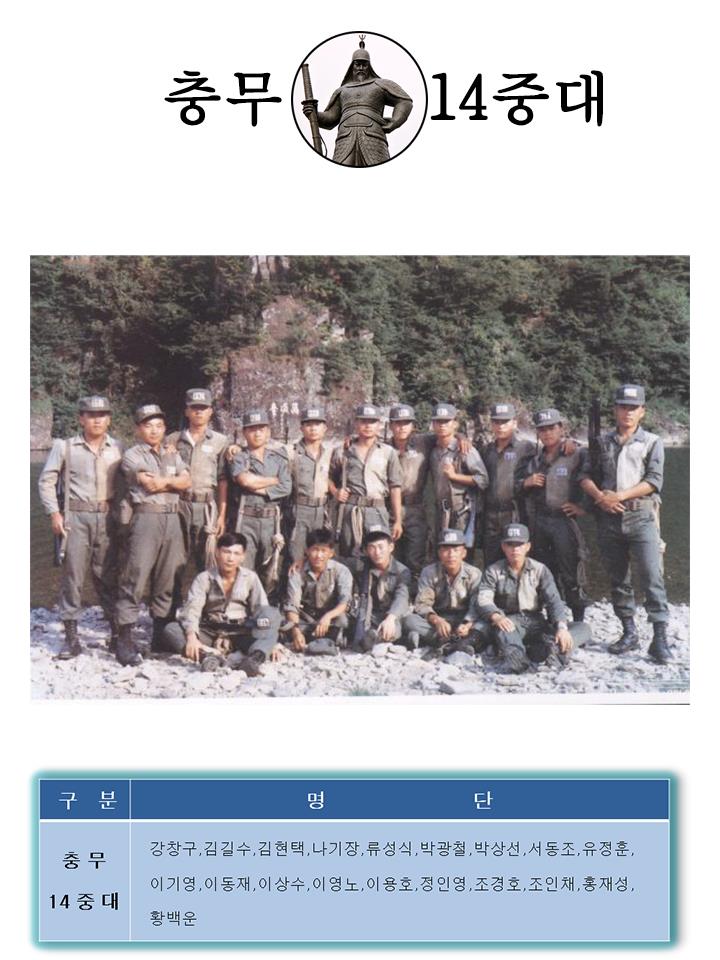 충무 14중대
구 분 명 단
충 무
14 중 대
강창구,김길수,김현택,나기장,류성식,박광철,박상선,서동조,유정훈,
이기영,이동재,이상수,이영노,이용호,정인영,조경호,조인채,홍재성,
황백운